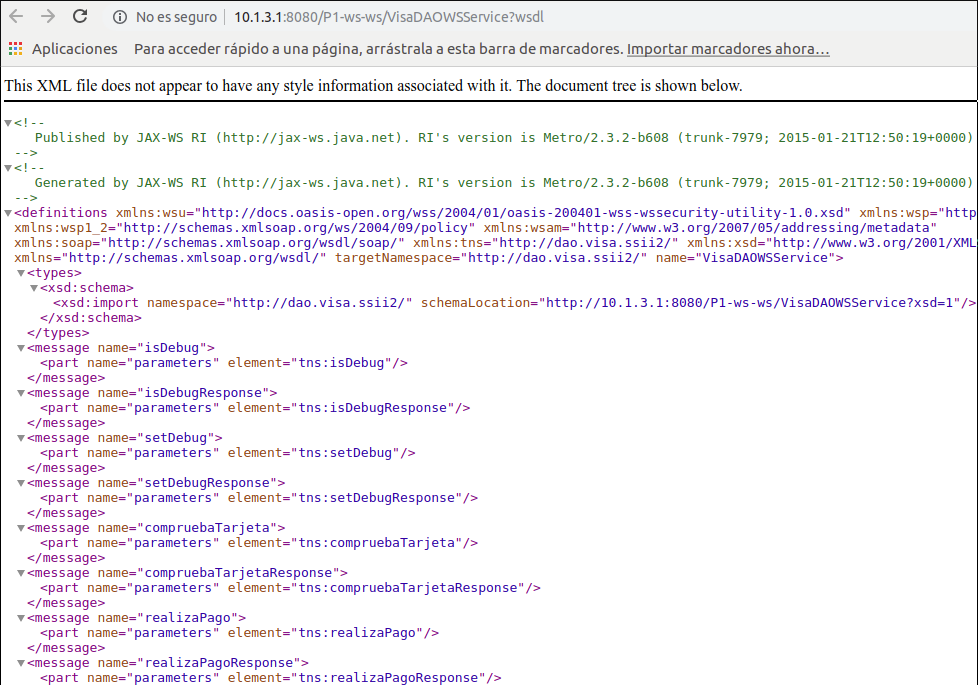 No es seguro 10.1.3.1:8080/P1-ws-ws/VisaDAOWSService?wsdl
Aplicaciones Para acceder rápido a una página, arrástrala a esta barra de marcadores. Importar marcadores ahora...
This XML file does not appear to have any style information associated with it. The document tree is shown below.
<!--
Published by JAX-WS RI (http://jax-ws.java.net). RI's version is Metro/2.3.2-b608 (trunk-7979; 2015-01-21T12:50:19+0000)
-->
<!--
Generated by JAX-WS RI (http://jax-ws.java.net). RI's version is Metro/2.3.2-b608 (trunk-7979; 2015-01-21T12:50:19+0000)
-->
<definitions xmlns:wsu="http://docs.oasis-open.org/wss/2004/01/oasis-200401-wss-wssecurity-utility-1.0.xsd" xmlns:wsp="http
xmlns:wsp1_2="http://schemas.xmlsoap.org/ws/2004/09/policy" xmlns:wsam="http://www.w3.org/2007/05/addressing/metadata"
xmlns:soap="http://schemas.xmlsoap.org/wsdl/soap/" xmlns:tns="http://dao.visa.ssii2/" xmlns:xsd="http://www.w3.org/2001/XML
xmlns="http://schemas.xmlsoap.org/wsdl/" targetNamespace="http://dao.visa.ssii2/" name="VisaDAOWSService">
<types>
<xsd:schema>
<xsd:import namespace="http://dao.visa.ssii2/" schemaLocation="http://10.1.3.1:8080/P1-ws-ws/VisaDAOWSService?xsd=1"/>
</xsd:schema>
</types>
<message name="isDebug">
<part name="parameters" element="tns:isDebug"/>
</message>
<message name="isDebugResponse">
<part name="parameters" element="tns:isDebugResponse"/>
</message>
<message name="setDebug">
<part name="parameters" element="tns:setDebug"/>
</message>
<message name="setDebugResponse">
<part name="parameters" element="tns:setDebugResponse"/>
</message>
<message name="compruebaTarjeta">
<part name="parameters" element="tns:compruebaTarjeta"/>
</message>
<message name="compruebaTarjetaResponse">
<part name="parameters" element="tns:compruebaTarjetaResponse"/>
</message>
<message name="realizaPago">
<part name="parameters" element="tns:realizaPago"/>
</message>
<message name="realizaPagoResponse">
<part name="parameters" element="tns:realizaPagoResponse"/>